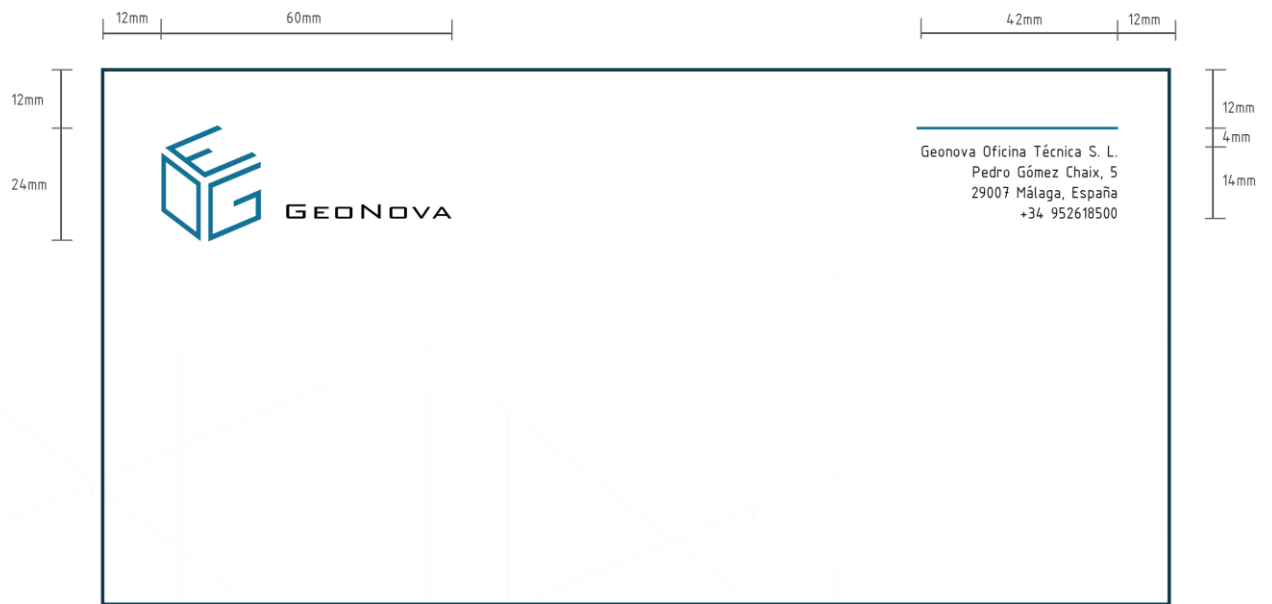 12mm 60mm 42mm 12mm
12mm
24mm
GEONOVA
Geonova Oficina Técnica S. L.
Pedro Gómez Chaix, 5
29007 Málaga, España
+34 952618500
12mm
4mm
14mm